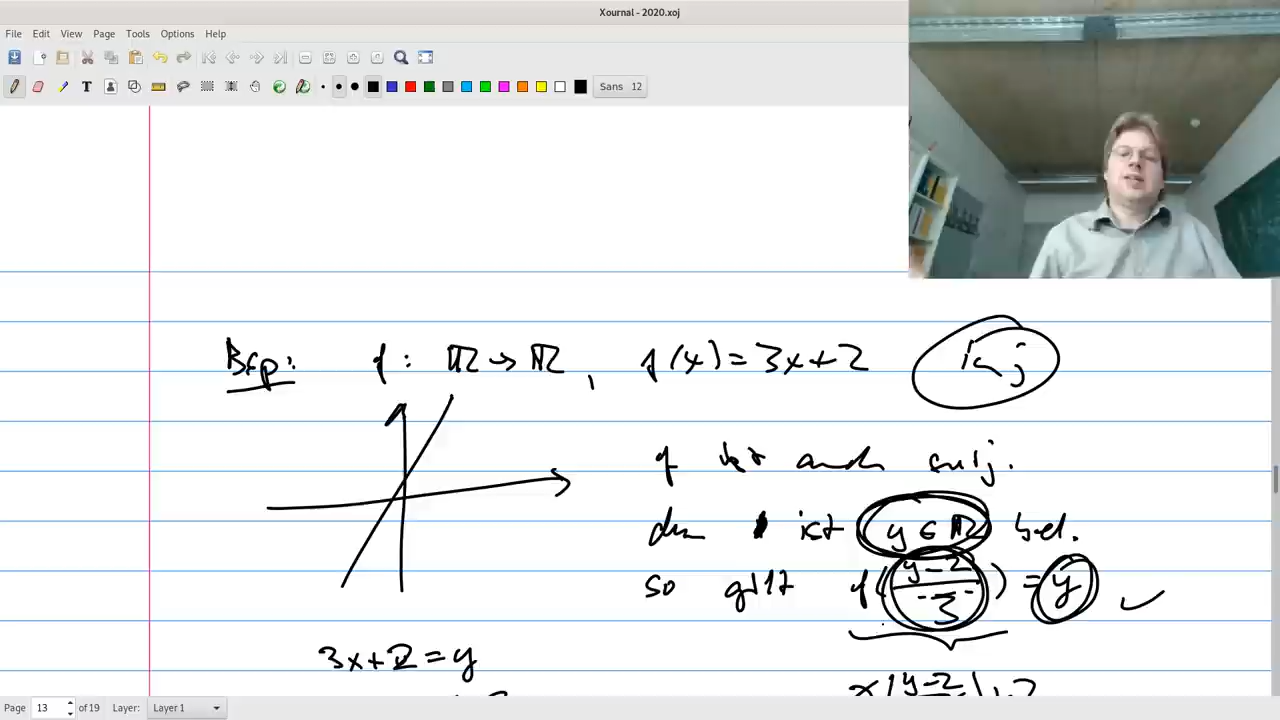 Xournal - 2020.xoj
File Edit View Page Tools Options Help
Sans 12
Bsp: f: ℝ → ℝ, f(x) = 3x+2 inj
f ist auch surj.
denn ist y ∈ ℝ bel.
so gilt f((y-2)/3) = y ✓
3x+2 = y
Page 13 of 19 Layer: Layer 1